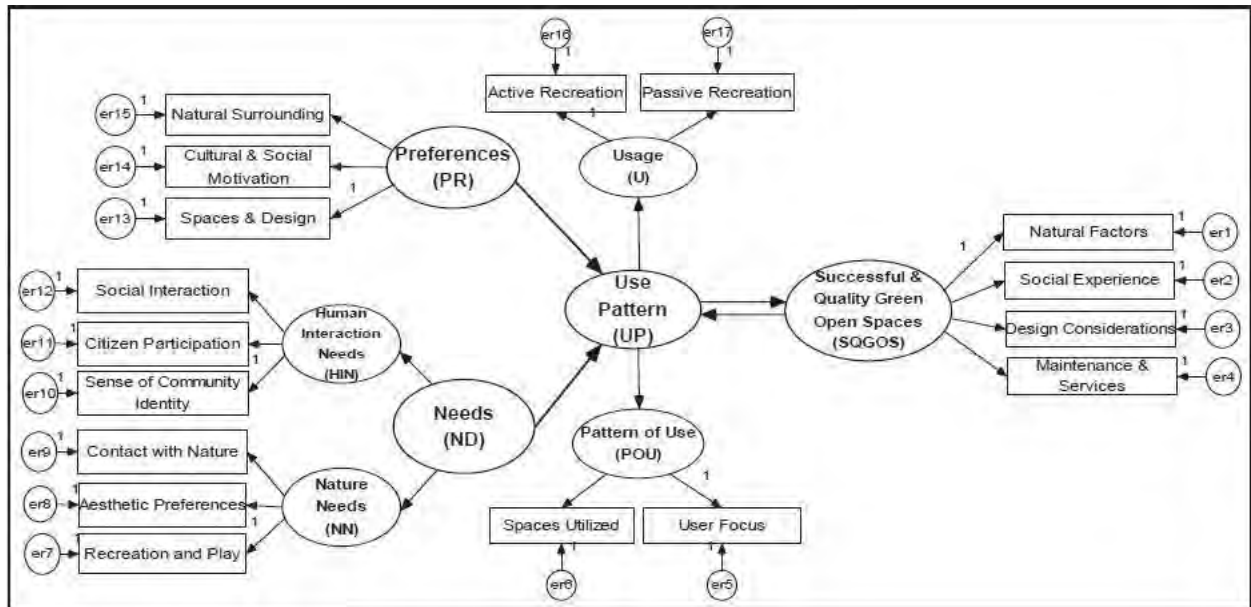 er16
er17
1
1
Active Recreation
Passive Recreation
1
Usage
(U)
er15
1
Natural Surrounding
er14
1
Cultural & Social
Motivation
er13
1
Spaces & Design
1
Preferences
(PR)
er12
1
Social Interaction
er11
1
Citizen Participation
er10
1
Sense of Community
Identity
1
Human
Interaction
Needs
(HIN)
er9
1
Contact with Nature
er8
1
Aesthetic Preferences
er7
1
Recreation and Play
1
Nature
Needs
(NN)
Needs
(ND)
Use
Pattern
(UP)
Pattern of Use
(POU)
1
Spaces Utilized
User Focus
1
1
er6
er5
Successful &
Quality Green
Open Spaces
(SQGOS)
1
Natural Factors
1
er1
Social Experience
1
er2
Design Considerations
1
er3
Maintenance &
Services
1
er4